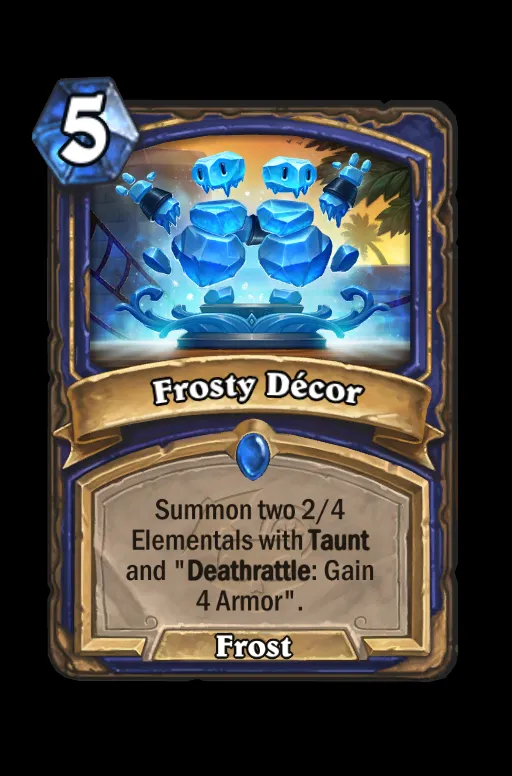 5
Frosty Décor
Summon two 2/4
Elementals with Taunt
and "Deathrattle: Gain
4 Armor".
Frost